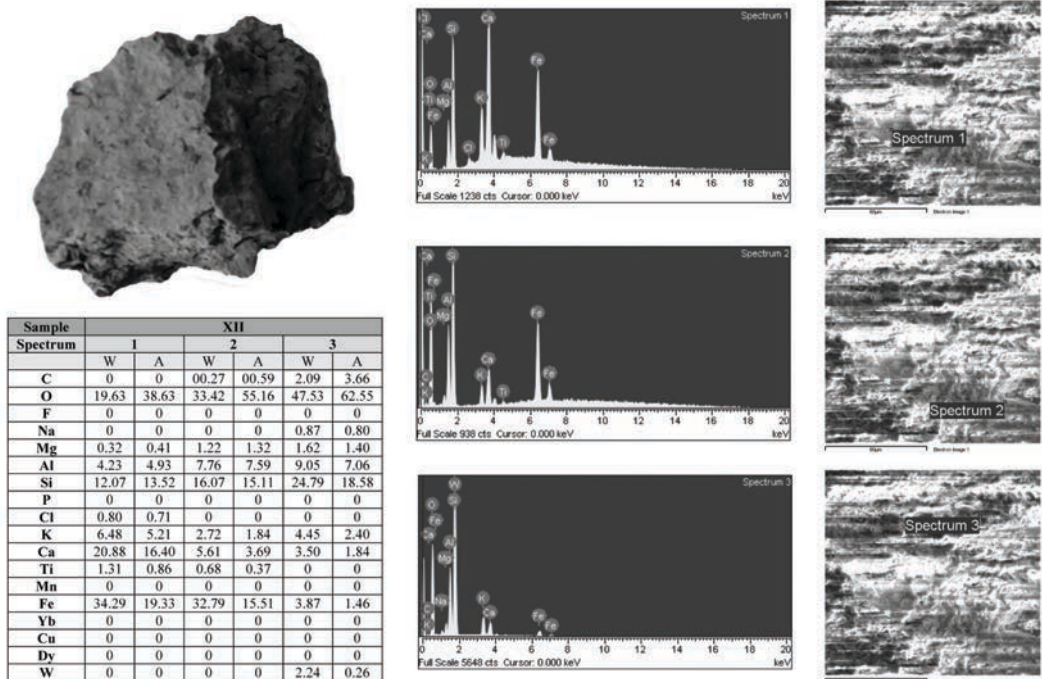 Sample XII
Spectrum 1 2 3
W A W A W A
C 0 0 00.27 00.59 2.09 3.66
O 19.63 38.63 33.42 55.16 47.53 62.55
F 0 0 0 0 0 0
Na 0 0 0 0 0.87 0.80
Mg 0.32 0.41 1.22 1.32 1.62 1.40
Al 4.23 4.93 7.76 7.59 9.05 7.06
Si 12.07 13.52 16.07 15.11 24.79 18.58
P 0 0 0 0 0 0
Cl 0.80 0.71 0 0 0 0
K 6.48 5.21 2.72 1.84 4.45 2.40
Ca 20.88 16.40 5.61 3.69 3.50 1.84
Ti 1.31 0.86 0.68 0.37 0 0
Mn 0 0 0 0 0 0
Fe 34.29 19.33 32.79 15.51 3.87 1.46
Yb 0 0 0 0 0 0
Cu 0 0 0 0 0 0
Dy 0 0 0 0 0 0
W 0 0 0 0 2.24 0.26
Spectrum 1
Cl Ca
Ca Si
O Al Fe
Ti Mg K
Fe
Cl Ti Fe
0 2 4 6 8 10 12 14 16 18 20
Full Scale 1238 cts Cursor: 0.000 keV keV
Spectrum 1
60µm Electron Image 1
Spectrum 2
Ca Si
Fe
Ti Al Fe
O Mg
Ca
K Ti Fe
0 2 4 6 8 10 12 14 16 18 20
Full Scale 938 cts Cursor: 0.000 keV keV
Spectrum 2
60µm Electron Image 1
Spectrum 3
W
O Si
Fe
Ca Al
Mg
Na K Ca Fe Fe
0 2 4 6 8 10 12 14 16 18 20
Full Scale 5648 cts Cursor: 0.000 keV keV
Spectrum 3